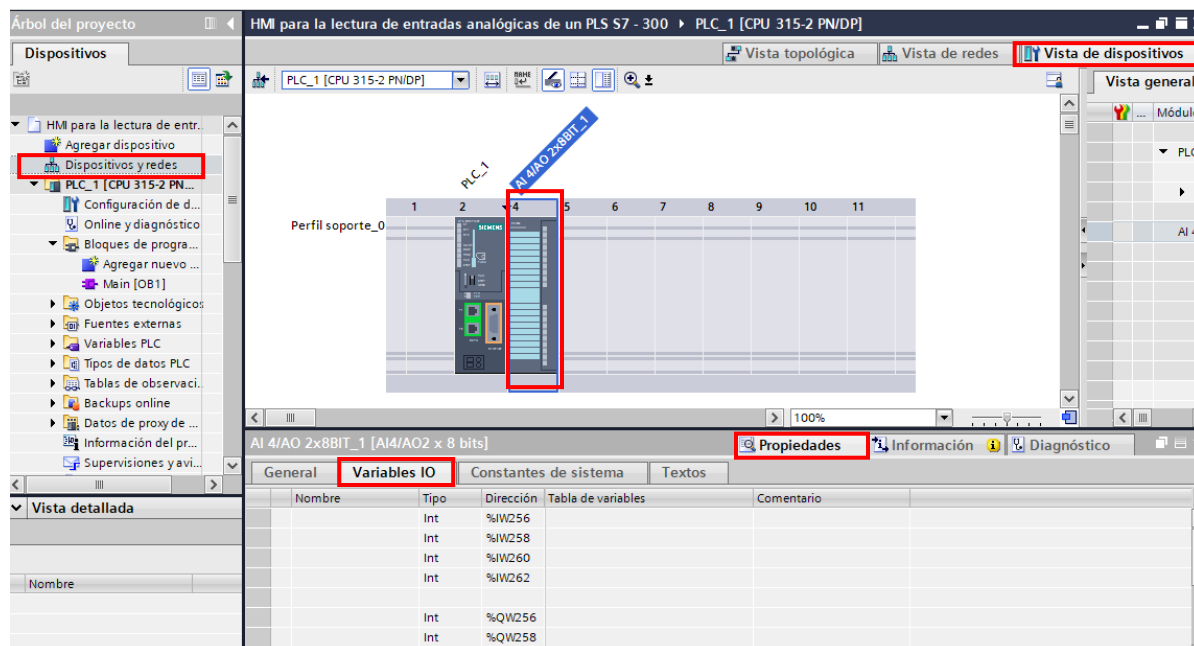 Árbol del proyecto
HMI para la lectura de entradas analógicas de un PLS S7 - 300 PLC_1 [CPU 315-2 PN/DP]
Dispositivos
Vista topológica Vista de redes Vista de dispositivos
PLC_1 [CPU 315-2 PN/DP]
Vista general
... Módulo
HMI para la lectura de entr..
Agregar dispositivo
Dispositivos y redes
PLC_1 [CPU 315-2 PN...
Configuración de d...
Online y diagnóstico
Bloques de progra...
Agregar nuevo ...
Main [OB1]
Objetos tecnológicos
Fuentes externas
Variables PLC
Tipos de datos PLC
Tablas de observaci..
Backups online
Datos de proxy de ...
Información del pr...
Supervisiones y avi...
PLC_1
AI 4/AO 2x8BIT_1
1 2 4 5 6 7 8 9 10 11
Perfil soporte_0
SIEMENS
PLC
AI 4
100%
AI 4/AO 2x8BIT_1 [AI4/AO2 x 8 bits]
Propiedades Información Diagnóstico
General Variables IO Constantes de sistema Textos
Nombre Tipo Dirección Tabla de variables Comentario
Int %IW256
Int %IW258
Int %IW260
Int %IW262
Int %QW256
Int %QW258
Vista detallada
Nombre